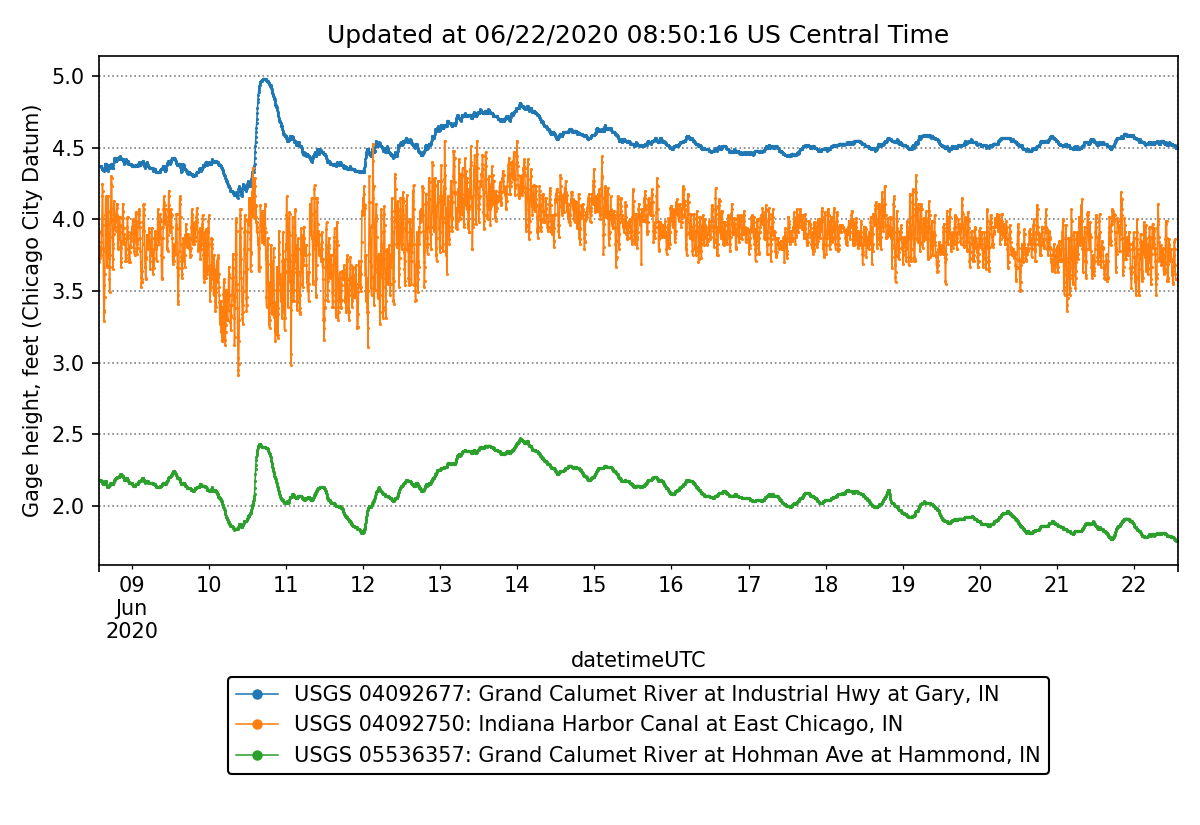 Updated at 06/22/2020 08:50:16 US Central Time
Gage height, feet (Chicago City Datum)
5.0
4.5
4.0
3.5
3.0
2.5
2.0
09 10 11 12 13 14 15 16 17 18 19 20 21 22
Jun
2020
datetimeUTC
USGS 04092677: Grand Calumet River at Industrial Hwy at Gary, IN
USGS 04092750: Indiana Harbor Canal at East Chicago, IN
USGS 05536357: Grand Calumet River at Hohman Ave at Hammond, IN